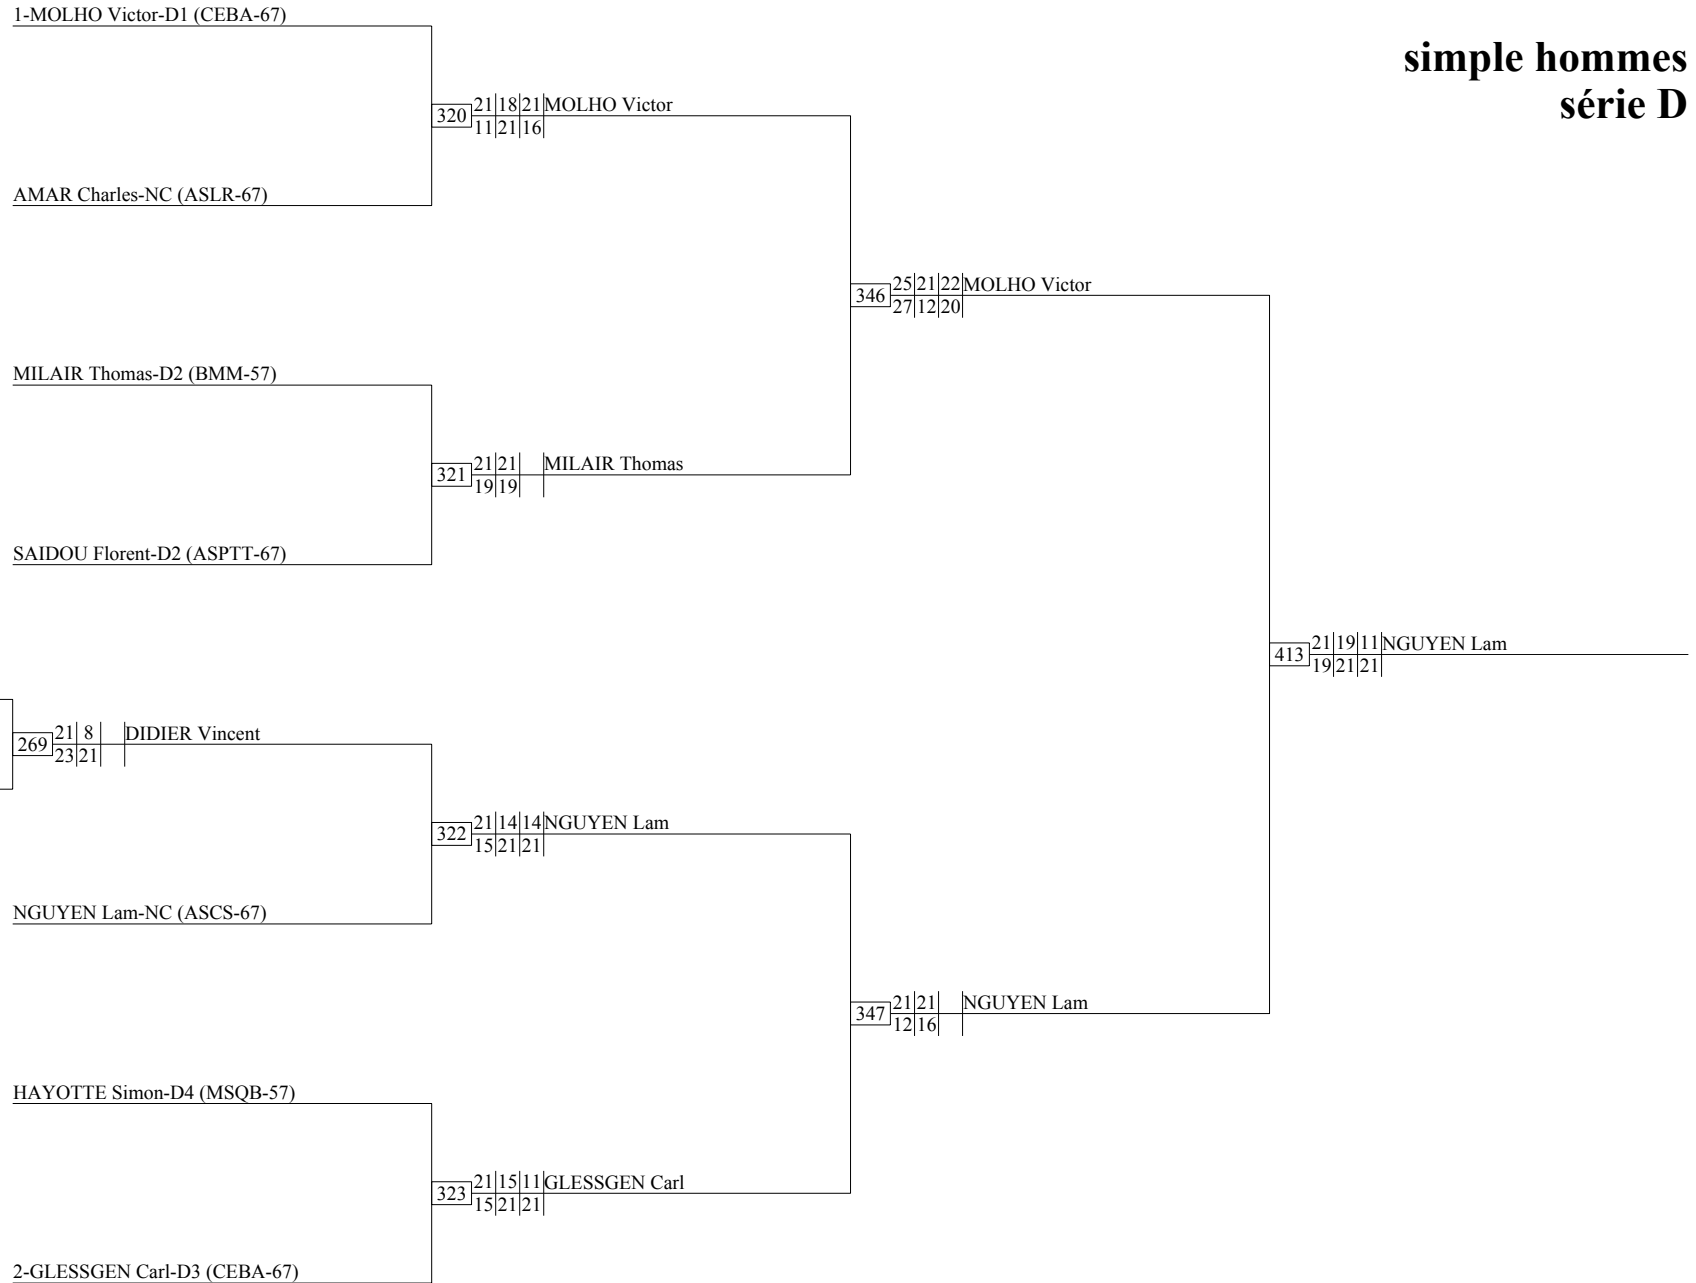 1-MOLHO Victor-D1 (CEBA-67)
simple hommes
série D
320 21 18 21 MOLHO Victor
11 21 16
AMAR Charles-NC (ASLR-67)
346 25 21 22 MOLHO Victor
27 12 20
MILAIR Thomas-D2 (BMM-57)
321 21 21 MILAIR Thomas
19 19
SAIDOU Florent-D2 (ASPTT-67)
413 21 19 11 NGUYEN Lam
19 21 21
269 21 8 DIDIER Vincent
23 21
322 21 14 14 NGUYEN Lam
15 21 21
NGUYEN Lam-NC (ASCS-67)
347 21 21 NGUYEN Lam
12 16
HAYOTTE Simon-D4 (MSQB-57)
323 21 15 11 GLESSGEN Carl
15 21 21
2-GLESSGEN Carl-D3 (CEBA-67)